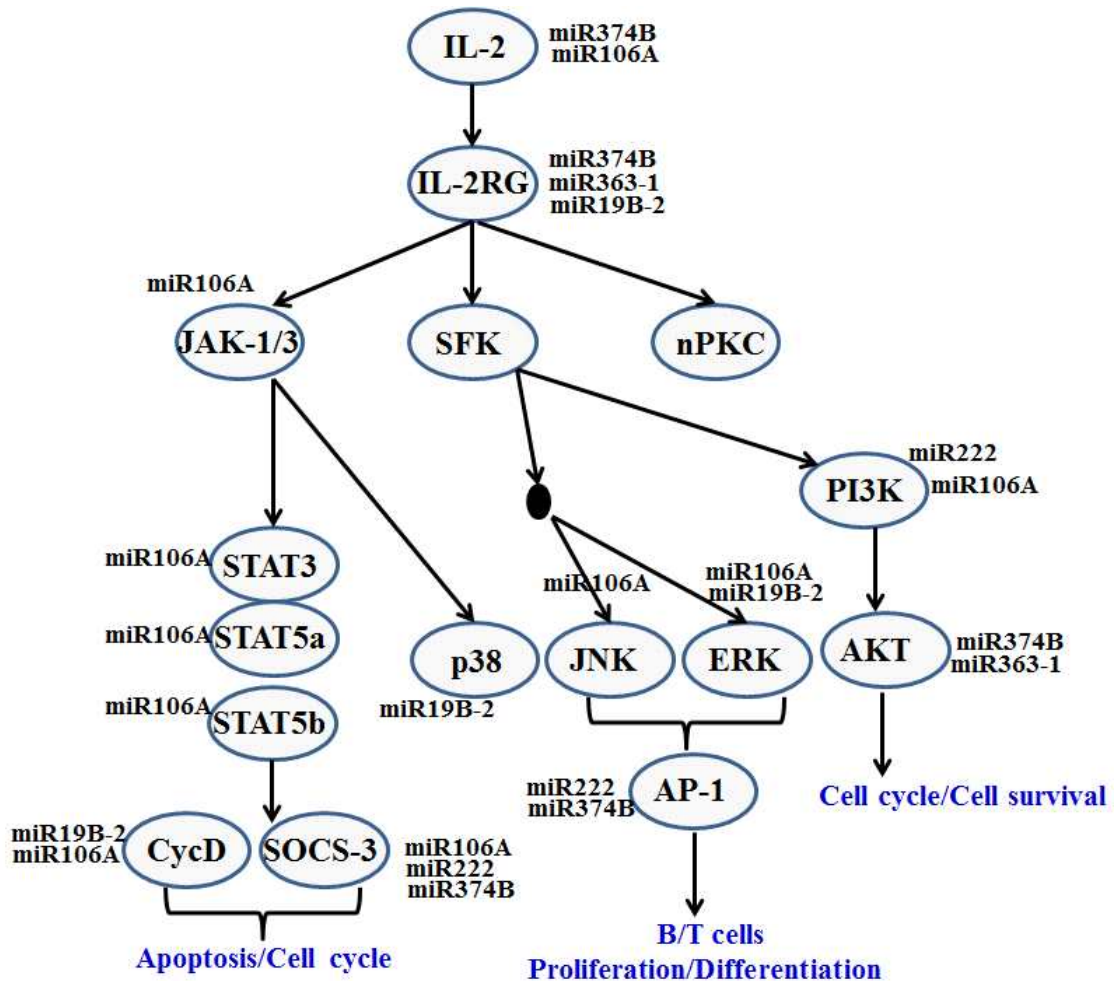 IL-2
miR374B
miR106A
IL-2RG
miR374B
miR363-1
miR19B-2
miR106A
JAK-1/3
SFK
nPKC
PI3K
miR222
miR106A
miR106A
STAT3
miR106A
STAT5a
miR106A
STAT5b
p38
miR19B-2
miR106A
JNK
miR106A
miR19B-2
ERK
AKT
miR374B
miR363-1
miR222
miR374B
AP-1
Cell cycle/Cell survival
miR19B-2
miR106A
CycD
SOCS-3
miR106A
miR222
miR374B
Apoptosis/Cell cycle
B/T cells
Proliferation/Differentiation